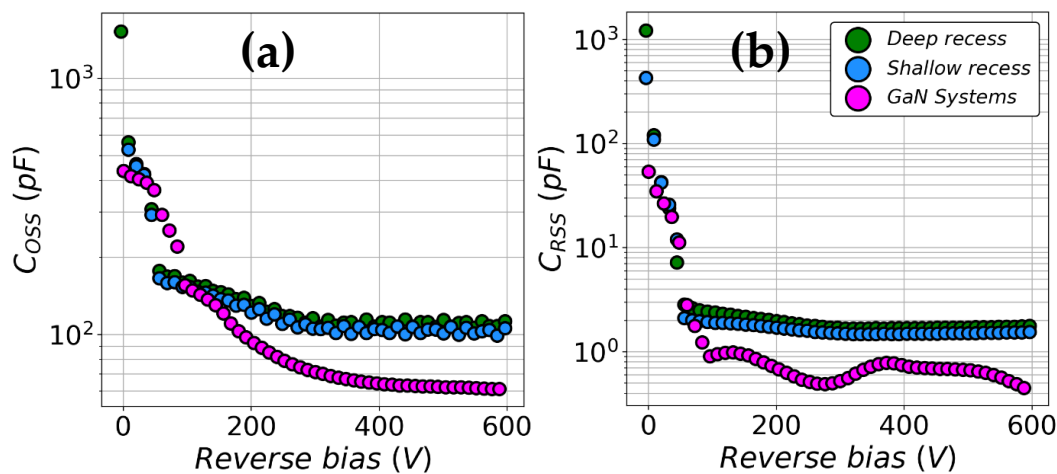 (a)
10³
10²
C_OSS (pF)
0 200 400 600
Reverse bias (V)
(b)
Deep recess
Shallow recess
GaN Systems
10³
10²
10¹
10⁰
C_RSS (pF)
0 200 400 600
Reverse bias (V)